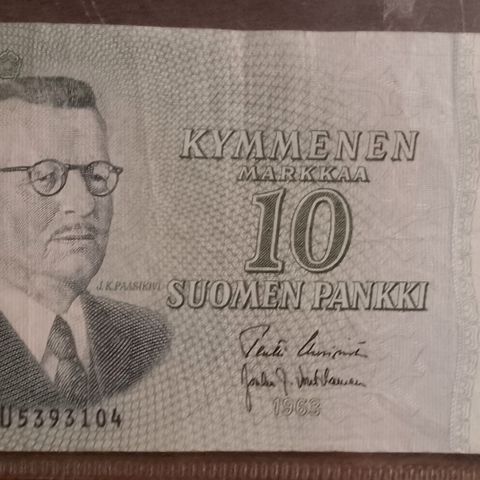 KYMMENEN
MARKKAA
10
J.K.PAASIKIVI
SUOMEN PANKKI
1963
U5393104